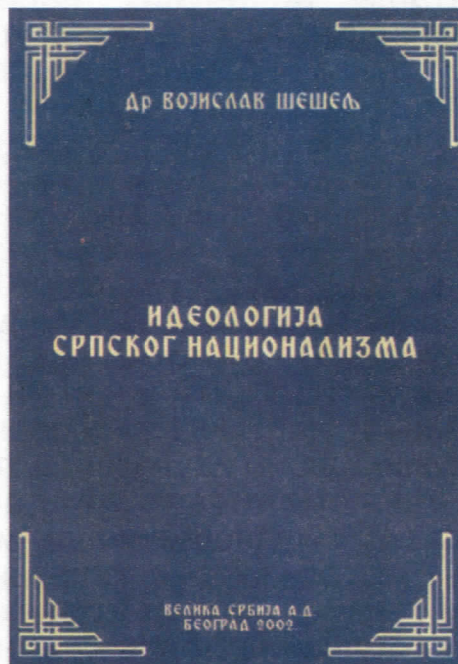 Др ВОЈИСЛАВ ШЕШЕЉ
ИДЕОЛОГИЈА
СРПСКОГ НАЦИОНАЛИЗМА
ВЕЛИКА СРБИЈА А.Д.
БЕОГРАД 2002.